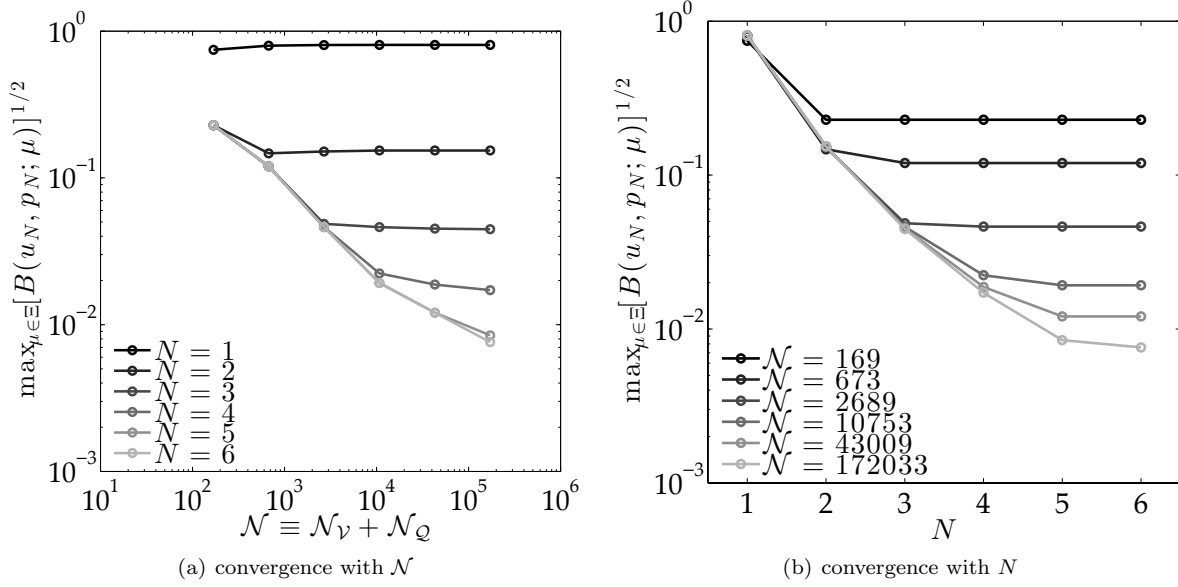 max_{μ∈Ξ}[B(u_N, p_N; μ)]^{1/2}
10^0
10^{−1}
10^{−2}
10^{−3}
N = 1
N = 2
N = 3
N = 4
N = 5
N = 6
10^1 10^2 10^3 10^4 10^5 10^6
𝒩 ≡ 𝒩_𝒱 + 𝒩_𝒬
(a) convergence with 𝒩
max_{μ∈Ξ}[B(u_N, p_N; μ)]^{1/2}
10^0
10^{−1}
10^{−2}
10^{−3}
𝒩 = 169
𝒩 = 673
𝒩 = 2689
𝒩 = 10753
𝒩 = 43009
𝒩 = 172033
1 2 3 4 5 6
N
(b) convergence with N